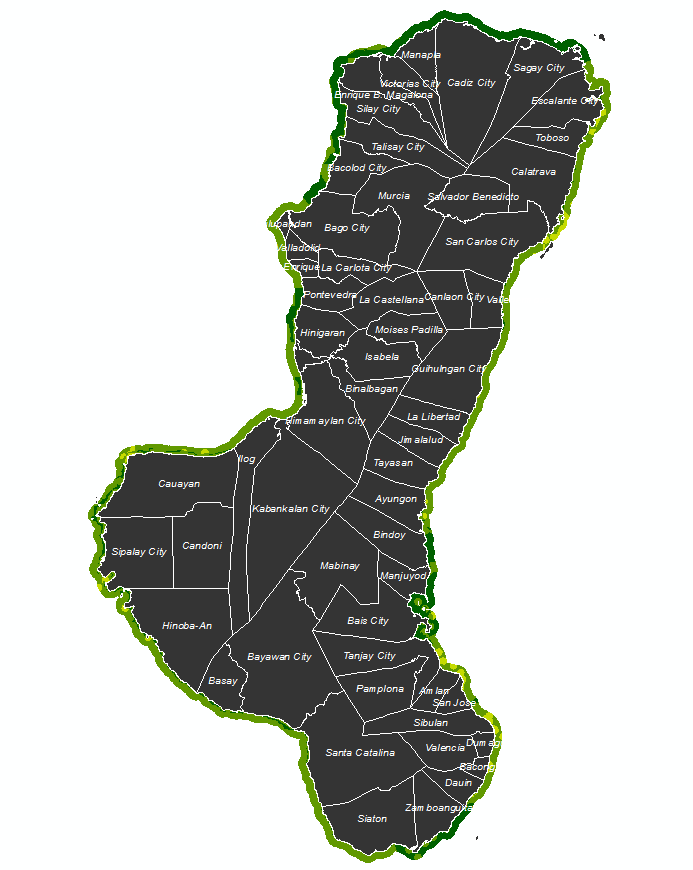 Manapla
Sagay City
Victorias City
Cadiz City
Enrique B. Magalona
Escalante City
Silay City
Toboso
Talisay City
Bacolod City
Calatrava
Murcia
Salvador Benedicto
Bago City
San Carlos City
Valladolid
Enrique
La Carlota City
Pontevedra
La Castellana
Canlaon City
Valle
Hinigaran
Moises Padilla
Isabela
Guihulngan City
Binalbagan
La Libertad
Himamaylan City
Jimalalud
Ilog
Tayasan
Cauayan
Ayungon
Kabankalan City
Bindoy
Candoni
Sipalay City
Mabinay
Manjuyod
Bais City
Hinoba-An
Tanjay City
Bayawan City
Basay
Pamplona
Amlan
San Jose
Sibulan
Dumag
Valencia
Santa Catalina
Bacong
Dauin
Zamboanguita
Siaton